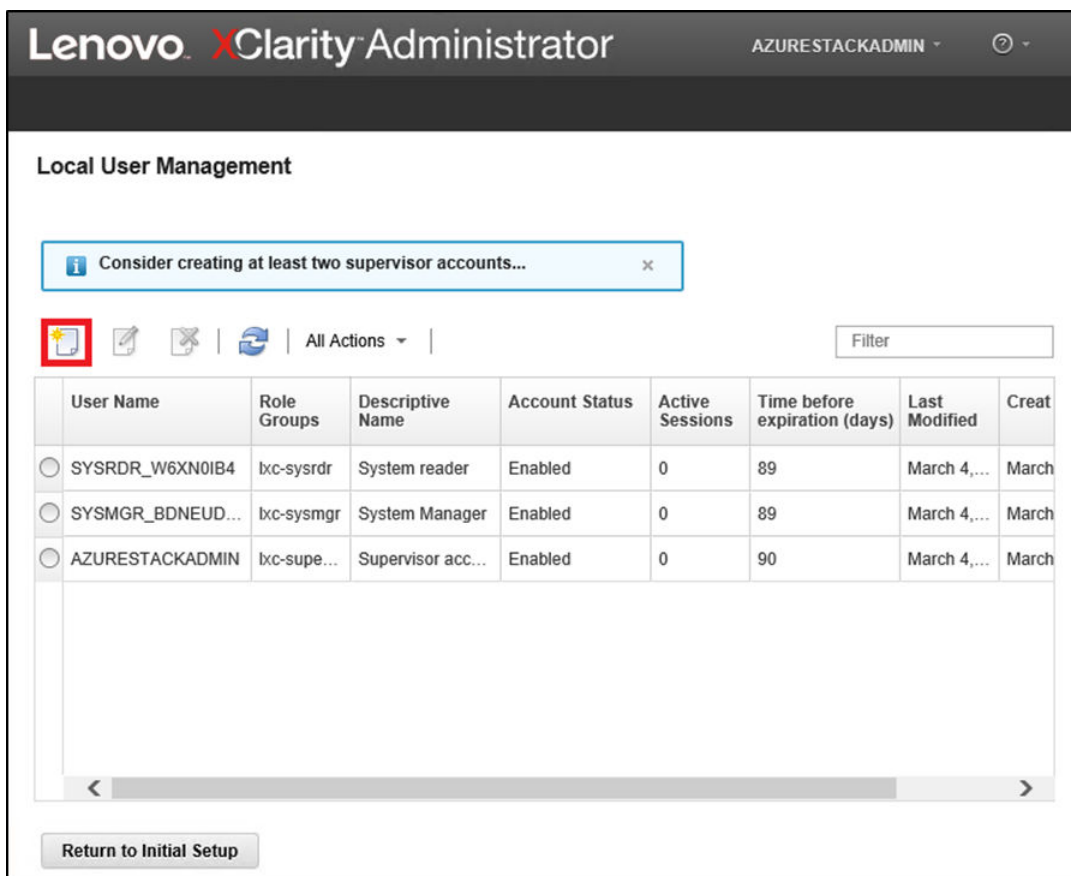 Lenovo. XClarity Administrator AZURESTACKADMIN
Local User Management
Consider creating at least two supervisor accounts...
All Actions Filter
User Name Role Groups Descriptive Name Account Status Active Sessions Time before expiration (days) Last Modified Creat
SYSRDR_W6XN0IB4 lxc-sysrdr System reader Enabled 0 89 March 4,... March
SYSMGR_BDNEUD... lxc-sysmgr System Manager Enabled 0 89 March 4,... March
AZURESTACKADMIN lxc-supe... Supervisor acc... Enabled 0 90 March 4,... March
Return to Initial Setup